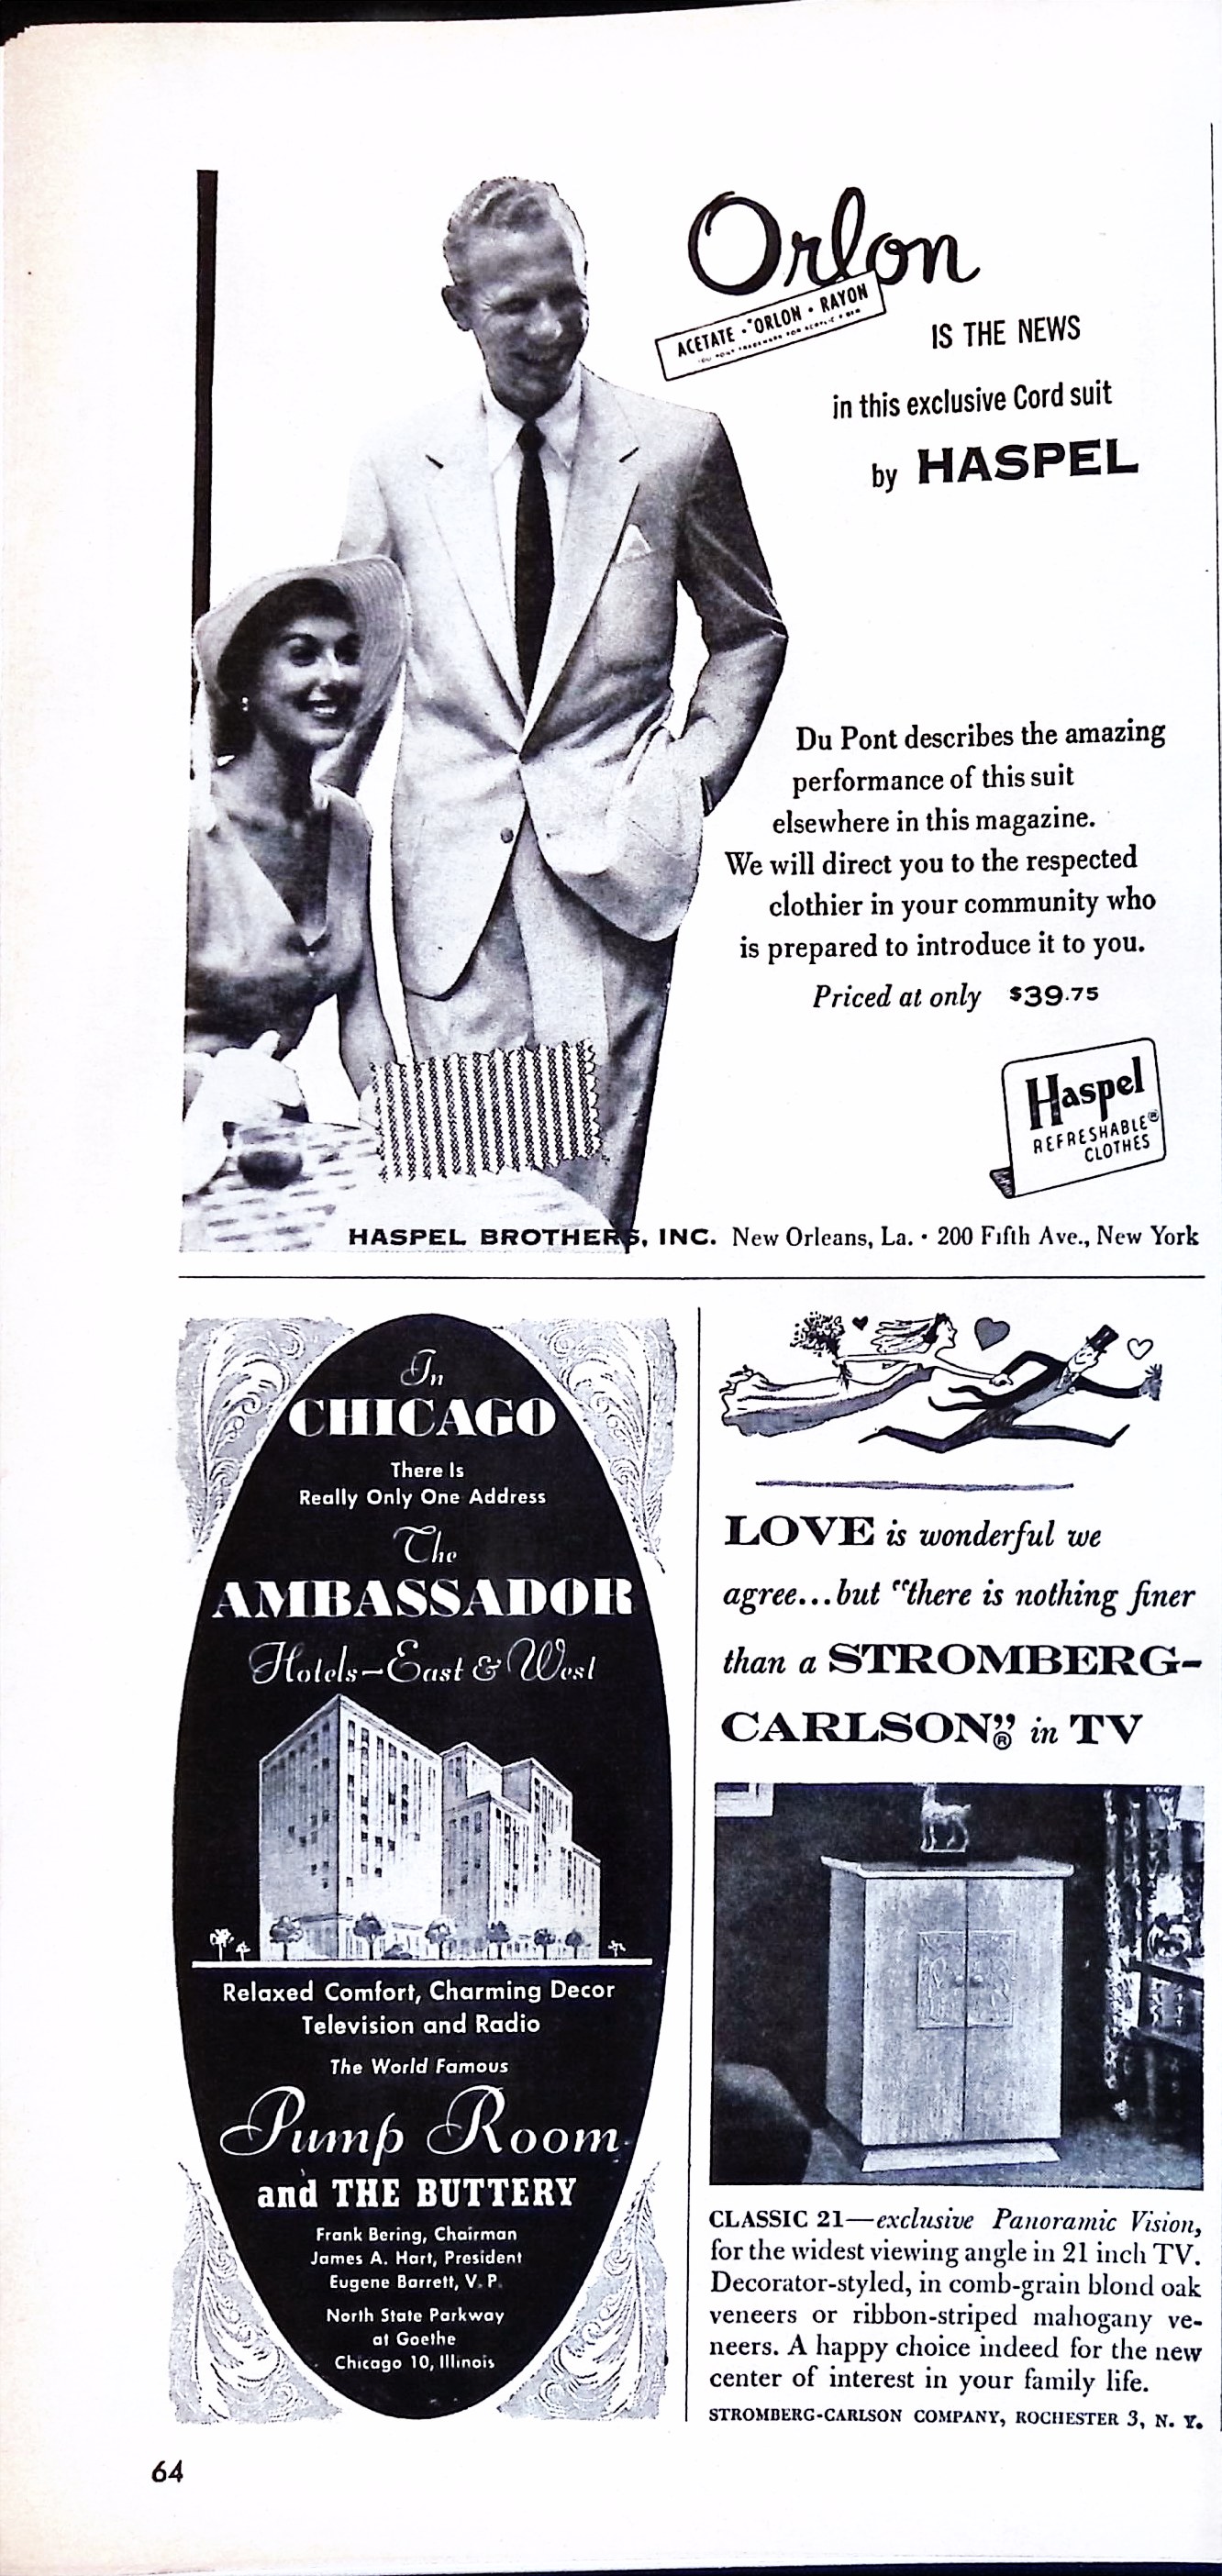 Orlon
ACETATE • "ORLON • RAYON
IS THE NEWS
in this exclusive Cord suit
by HASPEL
Du Pont describes the amazing
performance of this suit
elsewhere in this magazine.
We will direct you to the respected
clothier in your community who
is prepared to introduce it to you.
Priced at only $39.75
Haspel
REFRESHABLE®
CLOTHES
HASPEL BROTHERS, INC. New Orleans, La. • 200 Fifth Ave., New York
In
CHICAGO
There Is
Really Only One Address
The
AMBASSADOR
Hotels—East & West
Relaxed Comfort, Charming Decor
Television and Radio
The World Famous
Pump Room
and THE BUTTERY
Frank Bering, Chairman
James A. Hart, President
Eugene Barrett, V. P.
North State Parkway
at Goethe
Chicago 10, Illinois
LOVE is wonderful we
agree...but "there is nothing finer
than a STROMBERG-
CARLSON"® in TV
CLASSIC 21—exclusive Panoramic Vision,
for the widest viewing angle in 21 inch TV.
Decorator-styled, in comb-grain blond oak
veneers or ribbon-striped mahogany ve-
neers. A happy choice indeed for the new
center of interest in your family life.
STROMBERG-CARLSON COMPANY, ROCHESTER 3, N. Y.
64